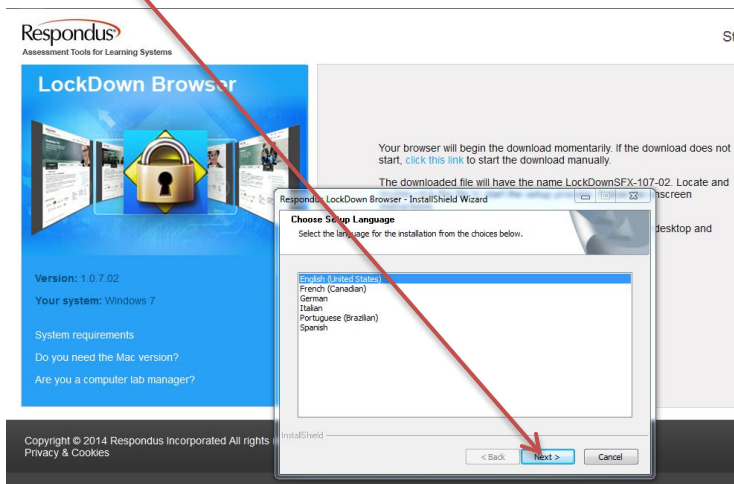 Respondus
Assessment Tools for Learning Systems
St
LockDown Browser
Your browser will begin the download momentarily. If the download does not
start, click this link to start the download manually.
The downloaded file will have the name LockDownSFX-107-02. Locate and
nscreen
desktop and
Respondus LockDown Browser - InstallShield Wizard
Choose Setup Language
Select the language for the installation from the choices below.
English (United States)
French (Canadian)
German
Italian
Portuguese (Brazilian)
Spanish
InstallShield
< Back
Next >
Cancel
Version: 1.0.7.02
Your system: Windows 7
System requirements
Do you need the Mac version?
Are you a computer lab manager?
Copyright © 2014 Respondus Incorporated All rights
Privacy & Cookies